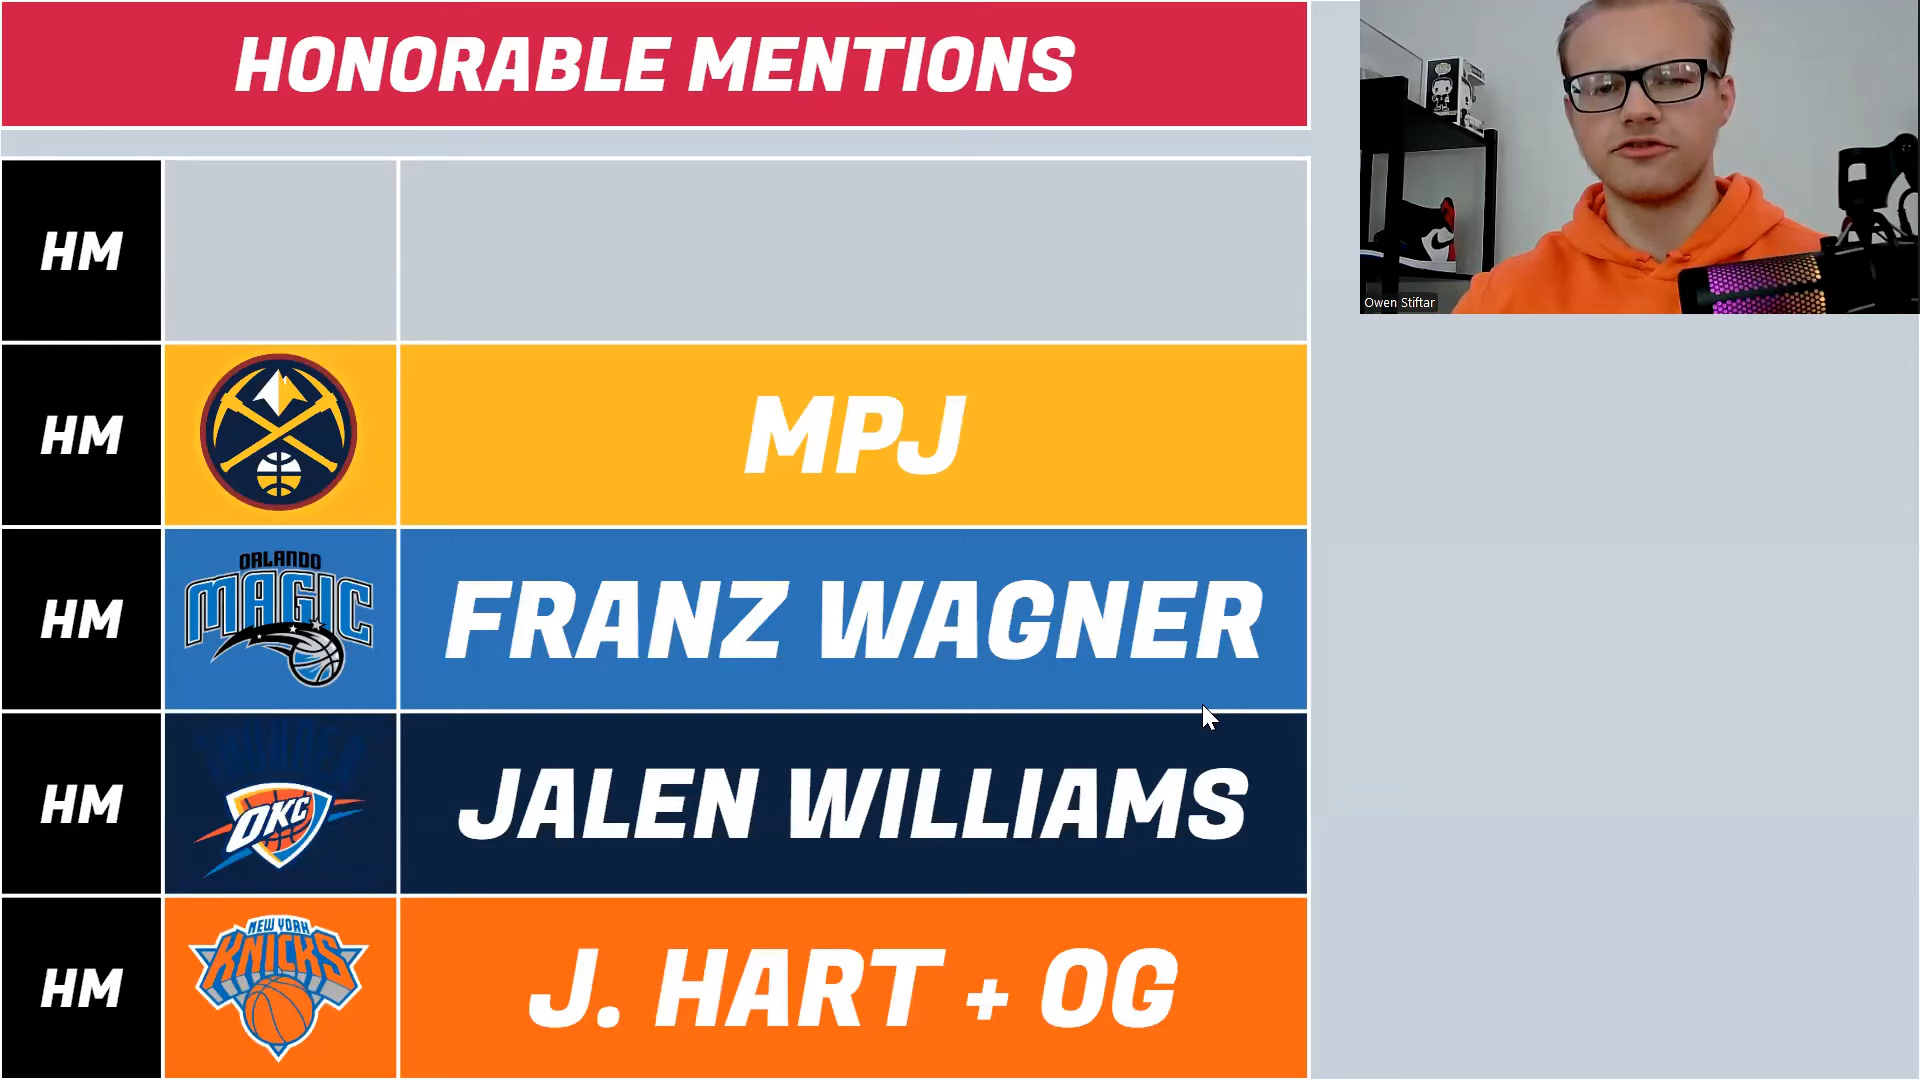 HONORABLE MENTIONS
HM
HM
MPJ
HM
ORLANDO
MAGIC
FRANZ WAGNER
HM
THUNDER
OKC
JALEN WILLIAMS
HM
NEW YORK
KNICKS
J. HART + OG
Owen Stiftar